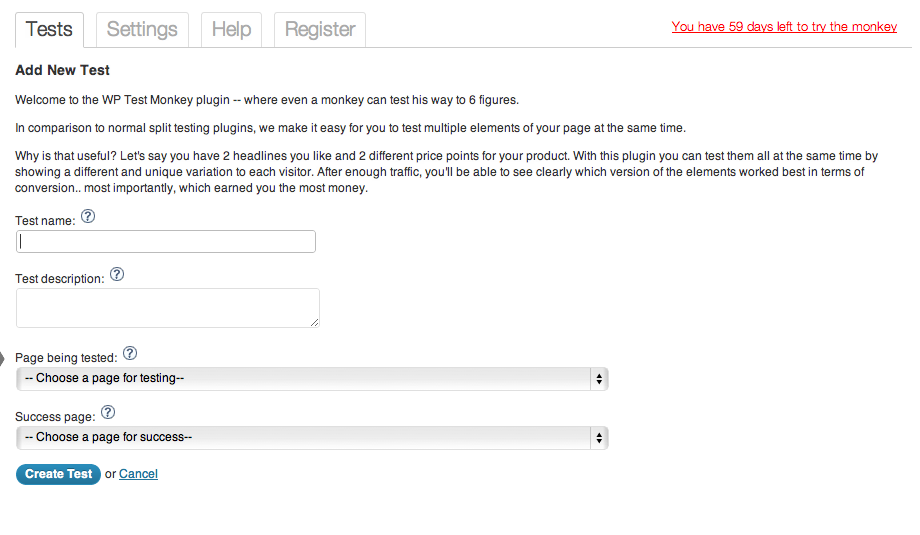 Tests Settings Help Register You have 59 days left to try the monkey
Add New Test
Welcome to the WP Test Monkey plugin -- where even a monkey can test his way to 6 figures.
In comparison to normal split testing plugins, we make it easy for you to test multiple elements of your page at the same time.
Why is that useful? Let's say you have 2 headlines you like and 2 different price points for your product. With this plugin you can test them all at the same time by
showing a different and unique variation to each visitor. After enough traffic, you'll be able to see clearly which version of the elements worked best in terms of
conversion.. most importantly, which earned you the most money.
Test name: ?
Test description: ?
Page being tested: ?
-- Choose a page for testing--
Success page: ?
-- Choose a page for success--
Create Test or Cancel